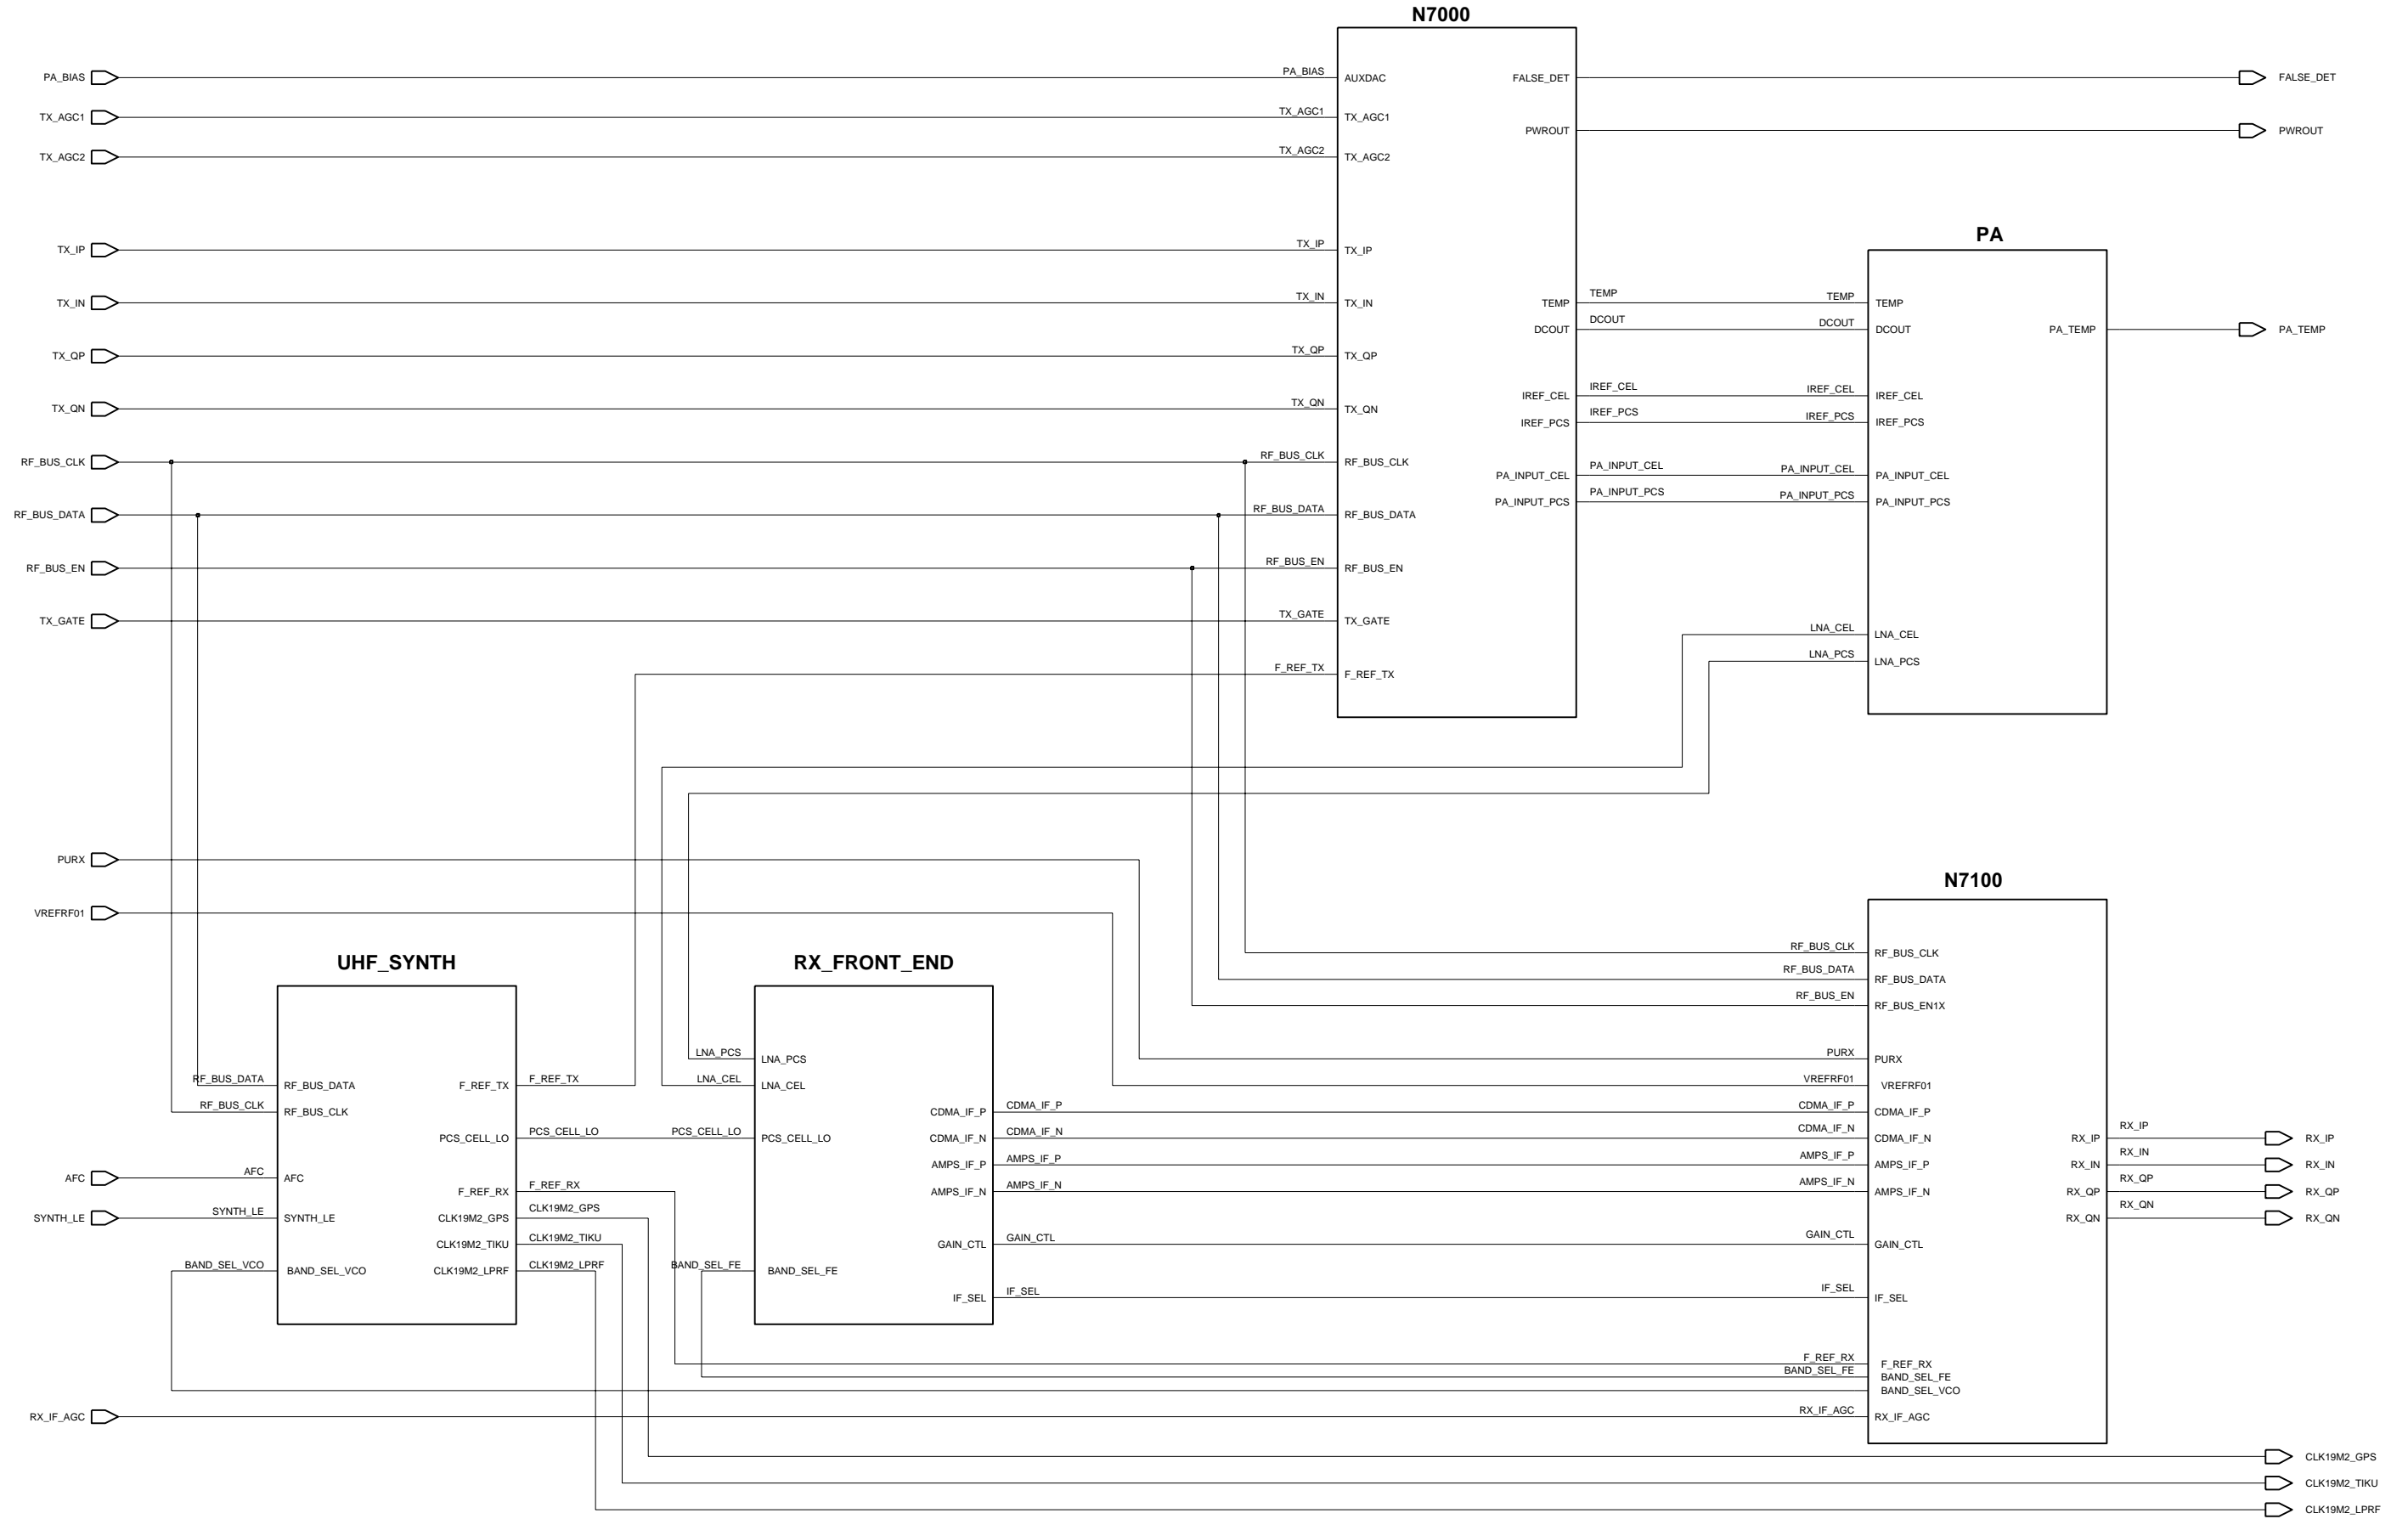 N7000
PA_BIAS PA_BIAS AUXDAC FALSE_DET FALSE_DET
TX_AGC1 TX_AGC1 TX_AGC1
PWROUT PWROUT
TX_AGC2 TX_AGC2 TX_AGC2
PA
TX_IP TX_IP TX_IP
TX_IN TX_IN TX_IN TEMP TEMP TEMP TEMP
DCOUT DCOUT DCOUT DCOUT PA_TEMP PA_TEMP
TX_QP TX_QP TX_QP
IREF_CEL IREF_CEL IREF_CEL IREF_CEL
TX_QN TX_QN TX_QN
IREF_PCS IREF_PCS IREF_PCS IREF_PCS
RF_BUS_CLK RF_BUS_CLK RF_BUS_CLK
PA_INPUT_CEL PA_INPUT_CEL PA_INPUT_CEL PA_INPUT_CEL
PA_INPUT_PCS PA_INPUT_PCS PA_INPUT_PCS PA_INPUT_PCS
RF_BUS_DATA RF_BUS_DATA RF_BUS_DATA
RF_BUS_EN RF_BUS_EN RF_BUS_EN
TX_GATE TX_GATE TX_GATE
LNA_CEL LNA_CEL
LNA_PCS LNA_PCS
F_REF_TX F_REF_TX
PURX
N7100
VREFRF01
RF_BUS_CLK RF_BUS_CLK
UHF_SYNTH RX_FRONT_END
RF_BUS_DATA RF_BUS_DATA
RF_BUS_EN RF_BUS_EN1X
LNA_PCS LNA_PCS PURX PURX
RF_BUS_DATA RF_BUS_DATA F_REF_TX F_REF_TX LNA_CEL LNA_CEL VREFRF01 VREFRF01
RF_BUS_CLK RF_BUS_CLK CDMA_IF_P CDMA_IF_P CDMA_IF_P CDMA_IF_P
PCS_CELL_LO PCS_CELL_LO PCS_CELL_LO PCS_CELL_LO CDMA_IF_N CDMA_IF_N CDMA_IF_N CDMA_IF_N RX_IP RX_IP RX_IP
AMPS_IF_P AMPS_IF_P AMPS_IF_P AMPS_IF_P RX_IN RX_IN RX_IN
AFC AFC AFC
F_REF_RX F_REF_RX AMPS_IF_N AMPS_IF_N AMPS_IF_N AMPS_IF_N RX_QP RX_QP RX_QP
SYNTH_LE SYNTH_LE SYNTH_LE CLK19M2_GPS CLK19M2_GPS RX_QN RX_QN RX_QN
CLK19M2_TIKU CLK19M2_TIKU GAIN_CTL GAIN_CTL GAIN_CTL GAIN_CTL
BAND_SEL_VCO BAND_SEL_VCO CLK19M2_LPRF CLK19M2_LPRF BAND_SEL_FE BAND_SEL_FE
IF_SEL IF_SEL IF_SEL IF_SEL
F_REF_RX F_REF_RX
BAND_SEL_FE BAND_SEL_FE
BAND_SEL_VCO
RX_IF_AGC RX_IF_AGC RX_IF_AGC
CLK19M2_GPS
CLK19M2_TIKU
CLK19M2_LPRF